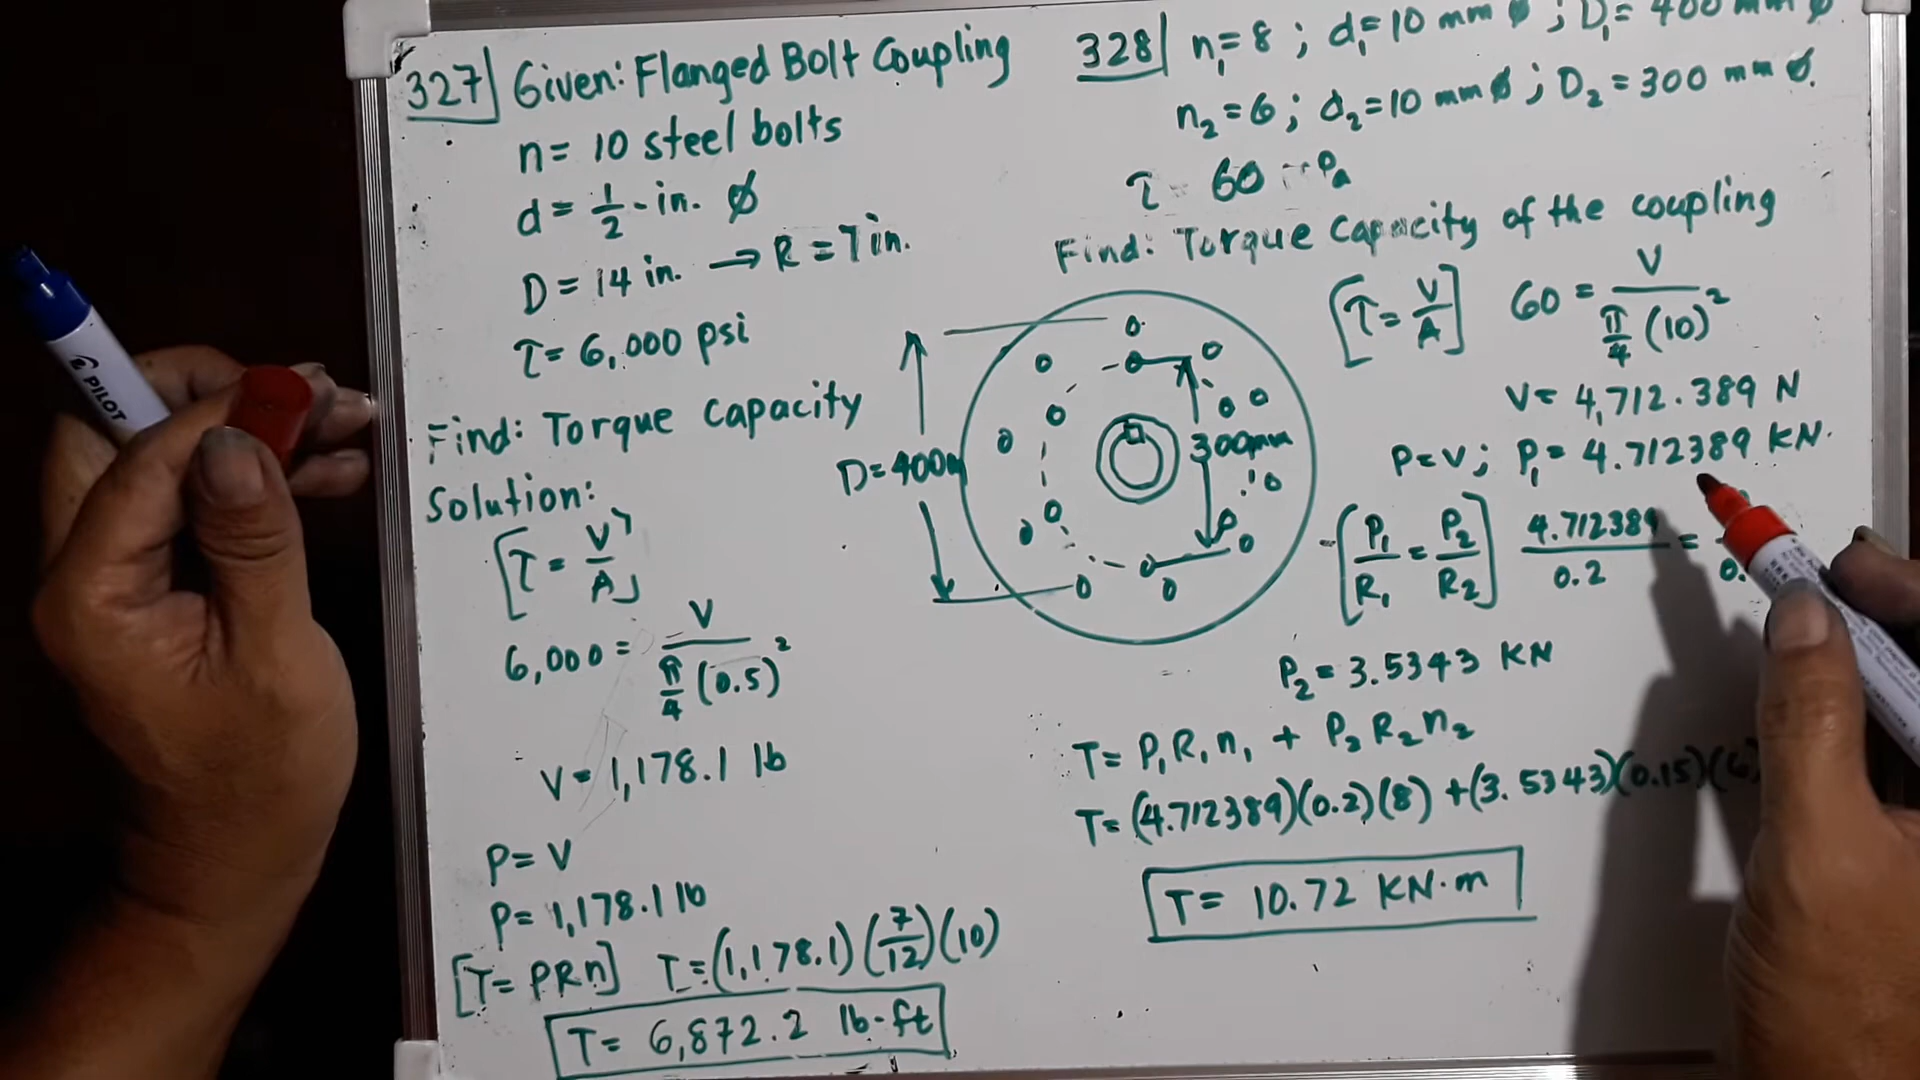 327 Given: Flanged Bolt Coupling
n = 10 steel bolts
d = 1/2 - in. ø
D = 14 in. → R = 7 in.
τ = 6,000 psi
Find: Torque Capacity
Solution:
[τ = V/A]
6,000 = V / (π/4 (0.5)²)
V = 1,178.1 lb
P = V
P = 1,178.1 lb
[T = PRn] T = (1,178.1)(7/12)(10)
T = 6,872.2 lb-ft
328 n₁ = 8 ; d₁ = 10 mm ø ; D₁ = 400 mm ø
n₂ = 6 ; d₂ = 10 mm ø ; D₂ = 300 mm ø.
τ 60 Pa
Find: Torque Capacity of the coupling
[τ = V/A] 60 = V / (π/4 (10)²)
V = 4,712.389 N
P = V ; P₁ = 4.712389 KN.
[P₁/R₁ = P₂/R₂] 4.712389/0.2 = 0.
P₂ = 3.5343 KN
T = P₁R₁n₁ + P₂R₂n₂
T = (4.712389)(0.2)(8) + (3.5343)(0.15)(6
T = 10.72 KN·m
D = 400
300mm
PILOT